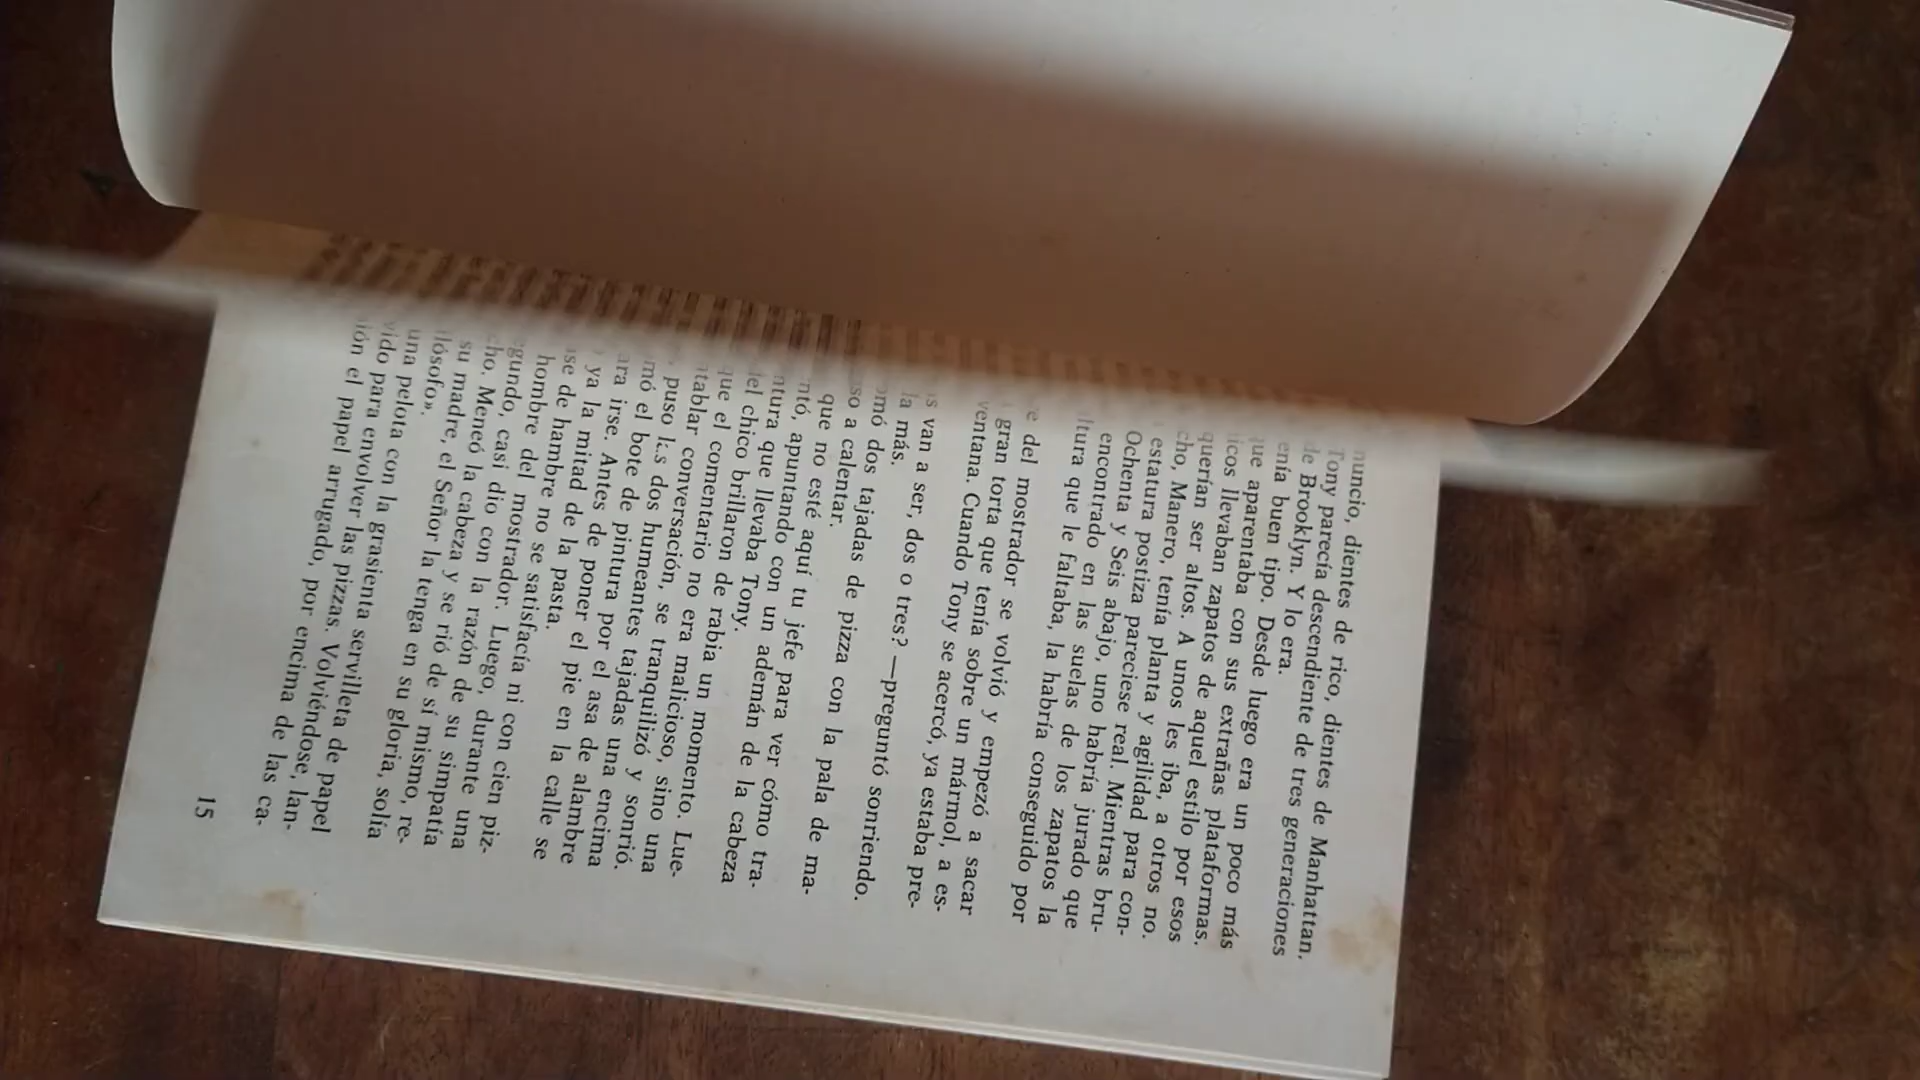 nuncio, dientes de rico, dientes de Manhattan.
Tony parecía descendiente de tres generaciones
de Brooklyn. Y lo era.
enía buen tipo. Desde luego era un poco más
que aparentaba con sus extrañas plataformas.
icos llevaban zapatos de aquel estilo por esos
querían ser altos. A unos les iba, a otros no.
cho, Manero, tenía planta y agilidad para con-
estatura postiza pareciese real. Mientras bru-
Ochenta y Seis abajo, uno habría jurado que
encontrado en las suelas de los zapatos la
ltura que le faltaba, la habría conseguido por
re del mostrador se volvió y empezó a sacar
gran torta que tenía sobre un mármol, a es-
ventana. Cuando Tony se acercó, ya estaba pre-
s van a ser, dos o tres? —preguntó sonriendo.
la más.
omó dos tajadas de pizza con la pala de ma-
so a calentar.
que no esté aquí tu jefe para ver cómo tra-
ntó, apuntando con un ademán de la cabeza
ntura que llevaba Tony.
el chico brillaron de rabia un momento. Lue-
que el comentario no era malicioso, sino una
ntablar conversación, se tranquilizó y sonrió.
puso los dos humeantes tajadas una encima
mó el bote de pintura por el asa de alambre
ara irse. Antes de poner el pie en la calle se
ya la mitad de la pasta.
se de hambre no se satisfacía ni con cien piz-
hombre del mostrador. Luego, durante una
egundo, casi dio con la razón de su simpatía
cho. Meneó la cabeza y se rió de sí mismo, re-
su madre, el Señor la tenga en su gloria, solía
ilósofo».
una pelota con la grasienta servilleta de papel
vido para envolver las pizzas. Volviéndose, lan-
ión el papel arrugado, por encima de las ca-
15